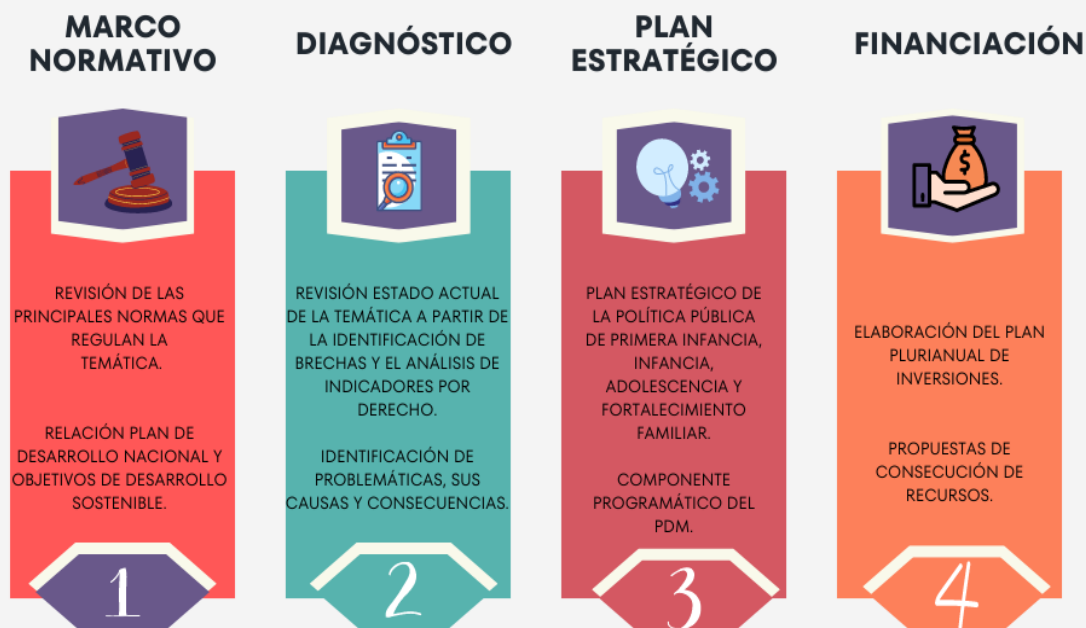 MARCO
NORMATIVO
REVISIÓN DE LAS
PRINCIPALES NORMAS QUE
REGULAN LA
TEMÁTICA.
RELACIÓN PLAN DE
DESARROLLO NACIONAL Y
OBJETIVOS DE DESARROLLO
SOSTENIBLE.
1
DIAGNÓSTICO
REVISIÓN ESTADO ACTUAL
DE LA TEMÁTICA A PARTIR DE
LA IDENTIFICACIÓN DE
BRECHAS Y EL ANÁLISIS DE
INDICADORES POR
DERECHO.
IDENTIFICACIÓN DE
PROBLEMÁTICAS, SUS
CAUSAS Y CONSECUENCIAS.
2
PLAN
ESTRATÉGICO
PLAN ESTRATÉGICO DE
LA POLÍTICA PÚBLICA
DE PRIMERA INFANCIA,
INFANCIA,
ADOLESCENCIA Y
FORTALECIMIENTO
FAMILIAR.
COMPONENTE
PROGRAMÁTICO DEL
PDM.
3
FINANCIACIÓN
$
ELABORACIÓN DEL PLAN
PLURIANUAL DE
INVERSIONES.
PROPUESTAS DE
CONSECUCIÓN DE
RECURSOS.
4